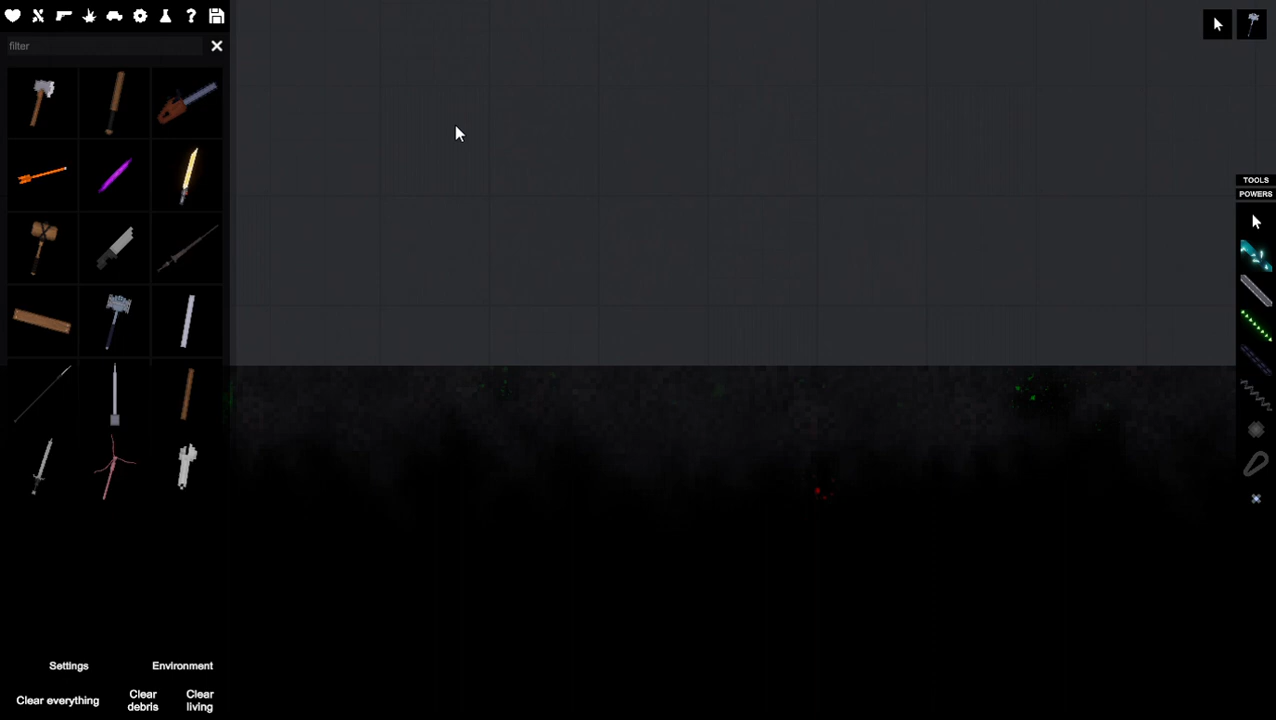 filter
TOOLS
POWERS
Settings
Environment
Clear everything
Clear
debris
Clear
living